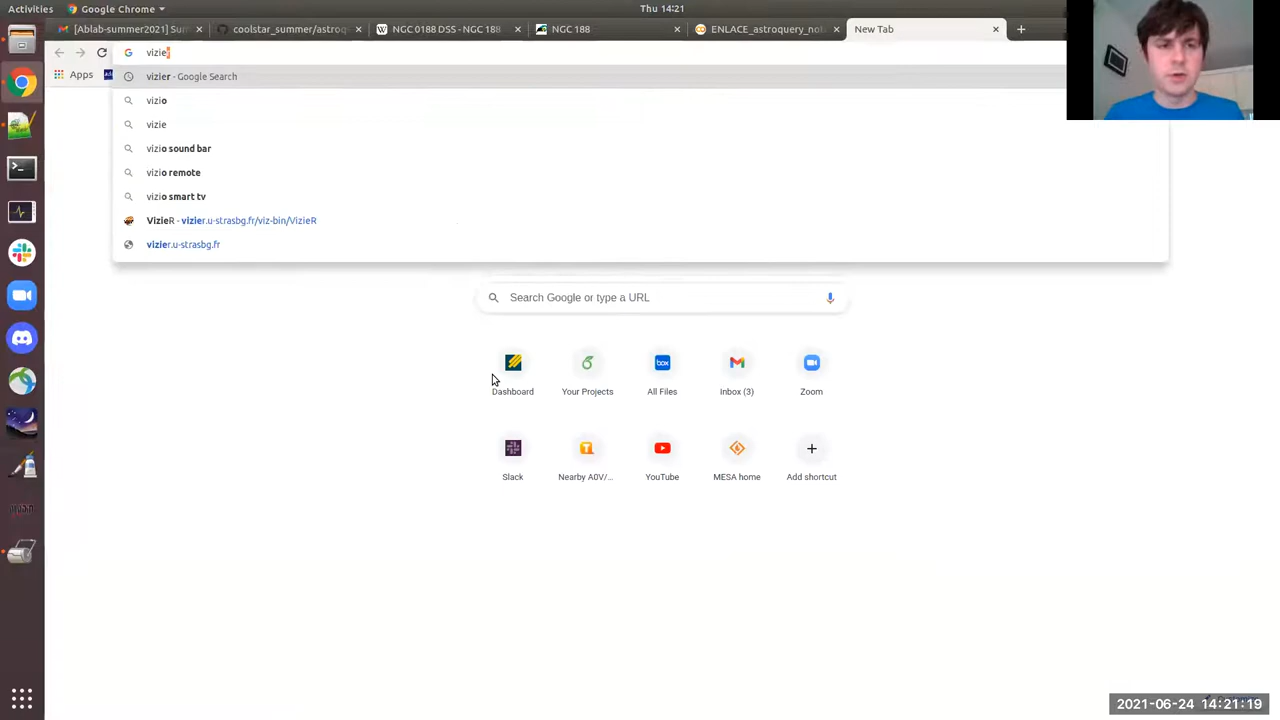 Activities
Google Chrome
Thu 14:21
[Ablab-summer2021] Sum
coolstar_summer/astroq
NGC 0188 DSS - NGC 188
NGC 188
ENLACE_astroquery_no
New Tab
vizier
Apps
vizier - Google Search
vizio
vizie
vizio sound bar
vizio remote
vizio smart tv
VizieR - vizier.u-strasbg.fr/viz-bin/VizieR
vizier.u-strasbg.fr
Search Google or type a URL
box
Dashboard
Your Projects
All Files
Inbox (3)
Zoom
Slack
Nearby A0V/...
YouTube
MESA home
Add shortcut
2021-06-24 14:21:19